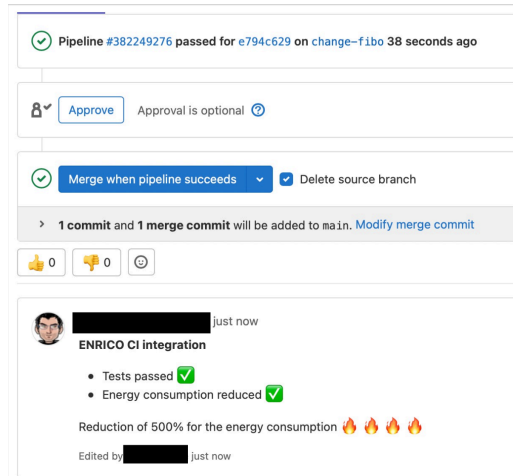 Pipeline #382249276 passed for e794c629 on change-fibo 38 seconds ago
Approve Approval is optional
Merge when pipeline succeeds Delete source branch
1 commit and 1 merge commit will be added to main. Modify merge commit
👍 0 👎 0
just now
ENRICO CI integration
• Tests passed ✅
• Energy consumption reduced ✅
Reduction of 500% for the energy consumption 🔥 🔥 🔥 🔥
Edited by just now